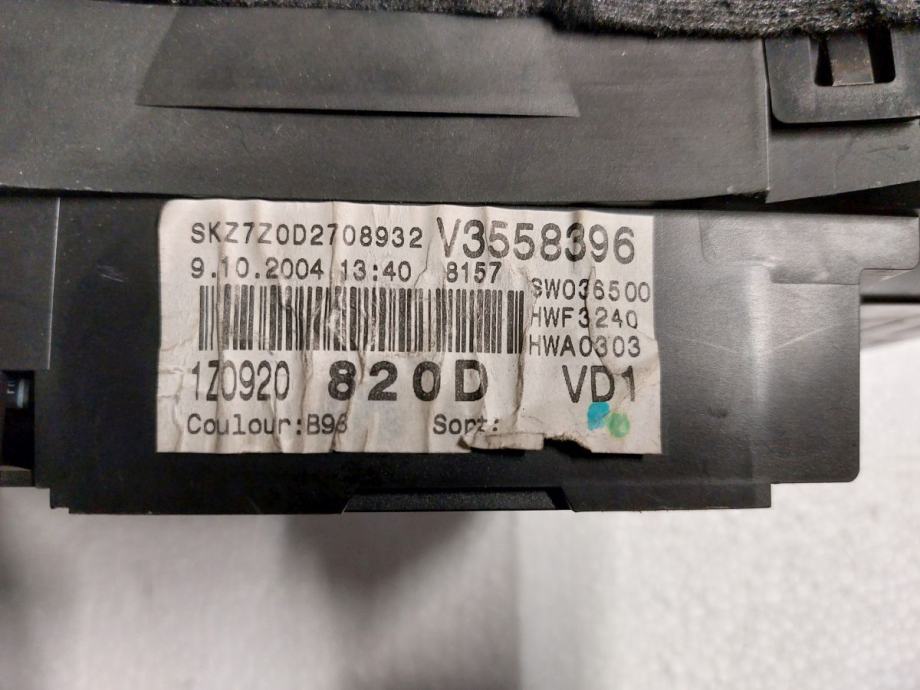 SKZ7Z0D2708932 V3558396
9.10.2004 13:40 8157
SW036500
HWF3240
HWA0303
1Z0920 820D VD1
Coulour:B96 Sort: